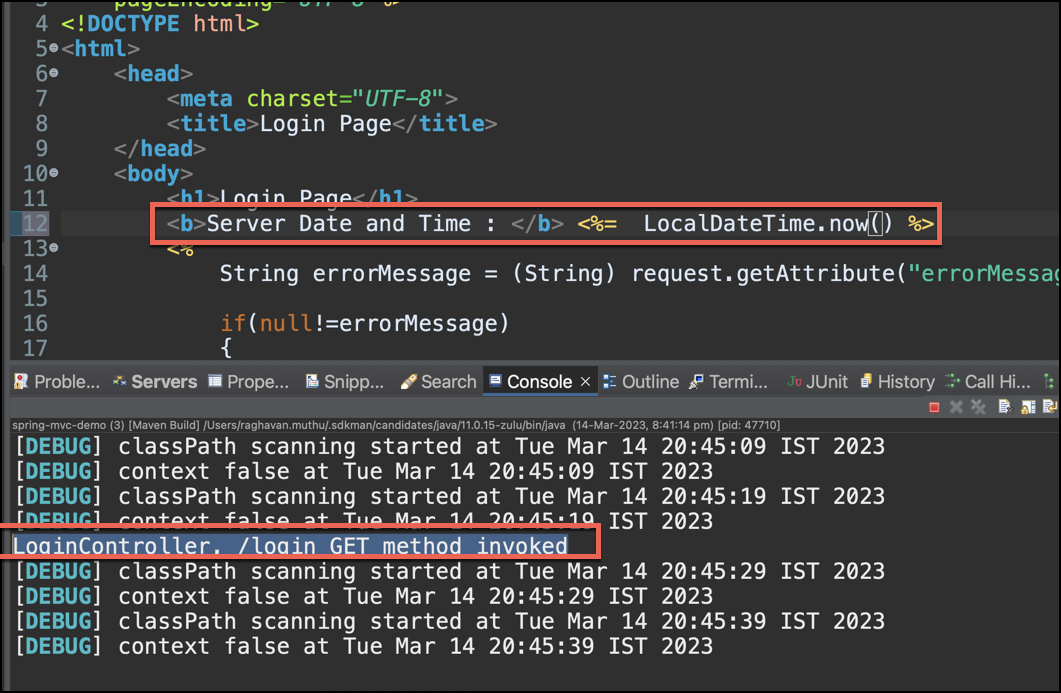 3 pageEncoding="UTF-8"%>
4 <!DOCTYPE html>
5 <html>
6 <head>
7 <meta charset="UTF-8">
8 <title>Login Page</title>
9 </head>
10 <body>
11 <h1>Login Page</h1>
12 <b>Server Date and Time : </b> <%= LocalDateTime.now() %>
13 <%
14 String errorMessage = (String) request.getAttribute("errorMessag
15
16 if(null!=errorMessage)
17 {
Proble... Servers Prope... Snipp... Search Console × Outline Termi... Ju JUnit History Call Hi...
spring-mvc-demo (3) [Maven Build] /Users/raghavan.muthu/.sdkman/candidates/java/11.0.15-zulu/bin/java (14-Mar-2023, 8:41:14 pm) [pid: 47710]
[DEBUG] classPath scanning started at Tue Mar 14 20:45:09 IST 2023
[DEBUG] context false at Tue Mar 14 20:45:09 IST 2023
[DEBUG] classPath scanning started at Tue Mar 14 20:45:19 IST 2023
[DEBUG] context false at Tue Mar 14 20:45:19 IST 2023
LoginController, /login GET method invoked
[DEBUG] classPath scanning started at Tue Mar 14 20:45:29 IST 2023
[DEBUG] context false at Tue Mar 14 20:45:29 IST 2023
[DEBUG] classPath scanning started at Tue Mar 14 20:45:39 IST 2023
[DEBUG] context false at Tue Mar 14 20:45:39 IST 2023